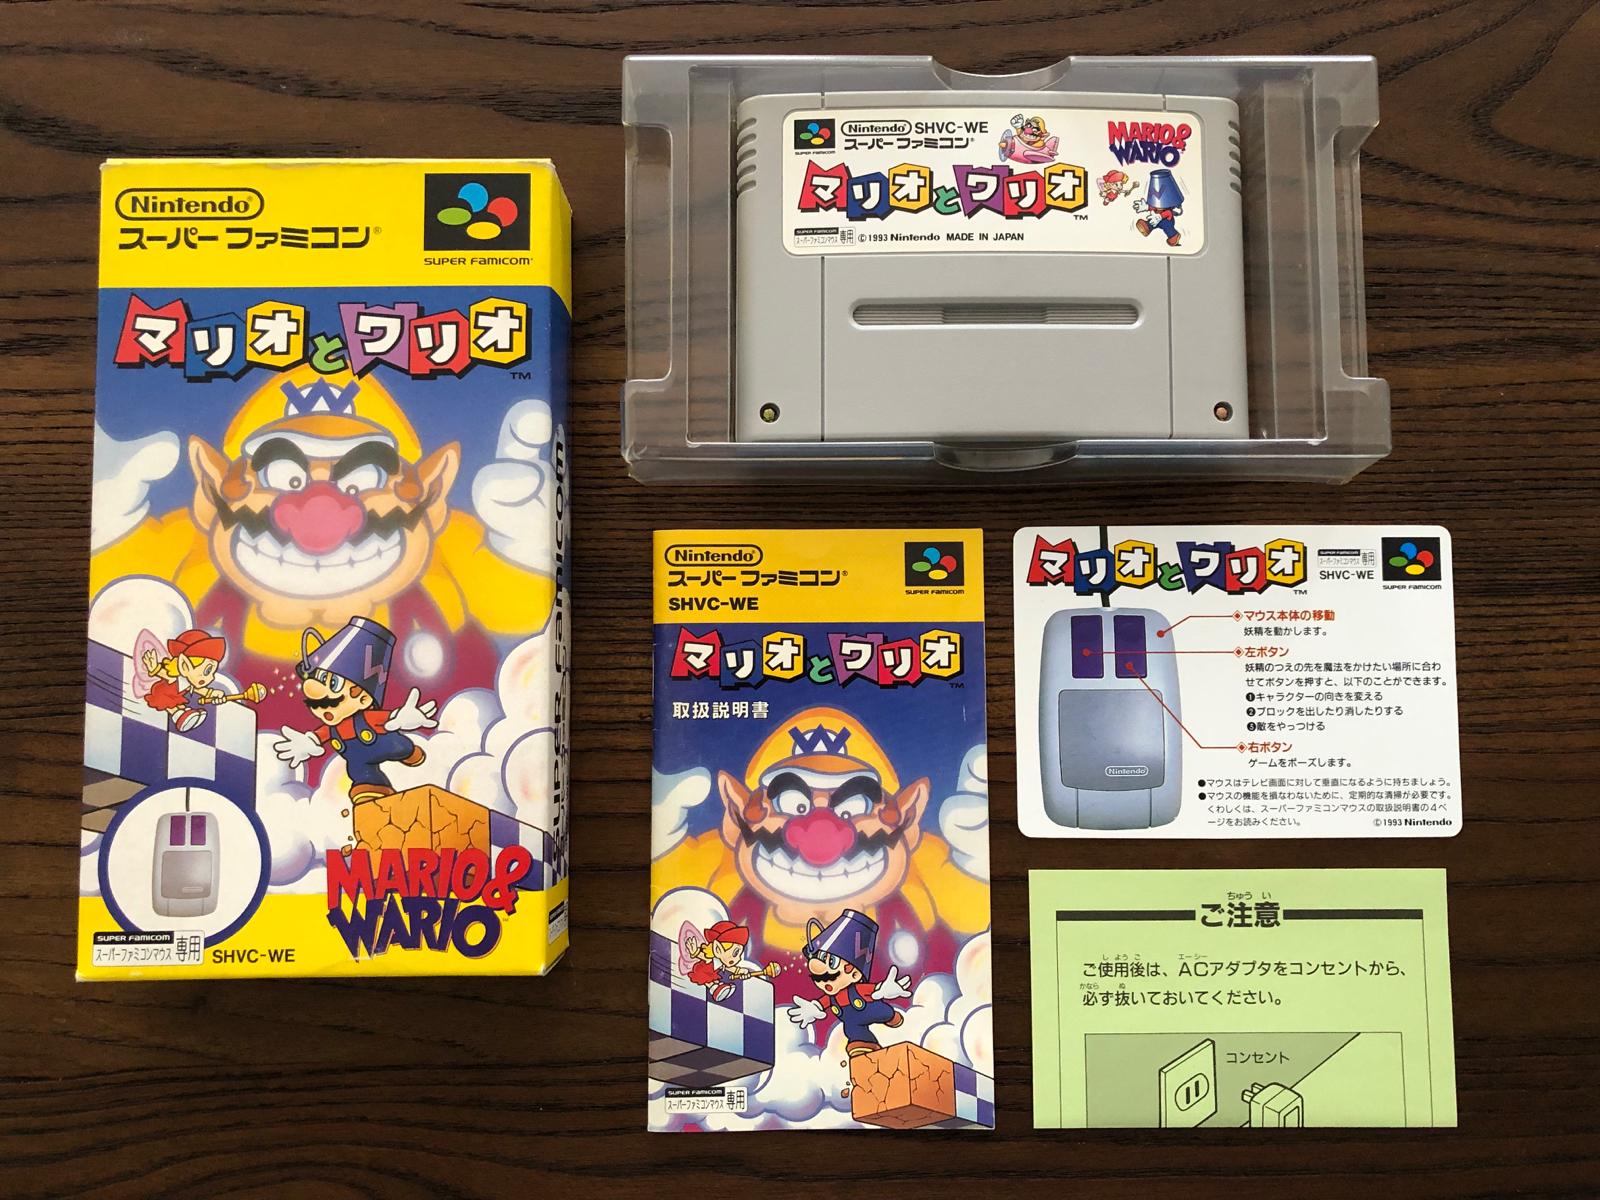 Nintendo®
スーパーファミコン®
SUPER FAMICOM™
マリオとワリオ
TM
MARIO&
WARIO
Nintendo
SUPER FAMICOM
スーパーファミコンマウス専用
SHVC-WE
SUPER Famicom
Nintendo® SHVC-WE
スーパーファミコン®
SUPER FAMICOM
MARIO&
WARIO
マリオとワリオ
TM
SUPER FAMICOM
スーパーファミコンマウス専用
©1993 Nintendo MADE IN JAPAN
Nintendo®
スーパーファミコン®
SHVC-WE
SUPER FAMICOM
マリオとワリオ
TM
取扱説明書
SUPER FAMICOM
スーパーファミコンマウス専用
マリオとワリオ
TM
SUPER FAMICOM
スーパーファミコンマウス専用
SHVC-WE
SUPER FAMICOM
マウス本体の移動
妖精を動かします。
左ボタン
妖精のつえの先を魔法をかけたい場所に合わ
せてボタンを押すと、以下のことができます。
❶キャラクターの向きを変える
❷ブロックを出したり消したりする
❸敵をやっつける
右ボタン
ゲームをポーズします。
Nintendo
●マウスはテレビ画面に対して垂直になるように持ちましょう。
●マウスの機能を損なわないために、定期的な清掃が必要です。
くわしくは、スーパーファミコンマウスの取扱説明書の4ペ
ージをお読みください。
©1993 Nintendo
ちゅう い
ご注意
しよう ご エーシー
ご使用後は、ACアダプタをコンセントから、
かなら ぬ
必ず抜いておいてください。
コンセント